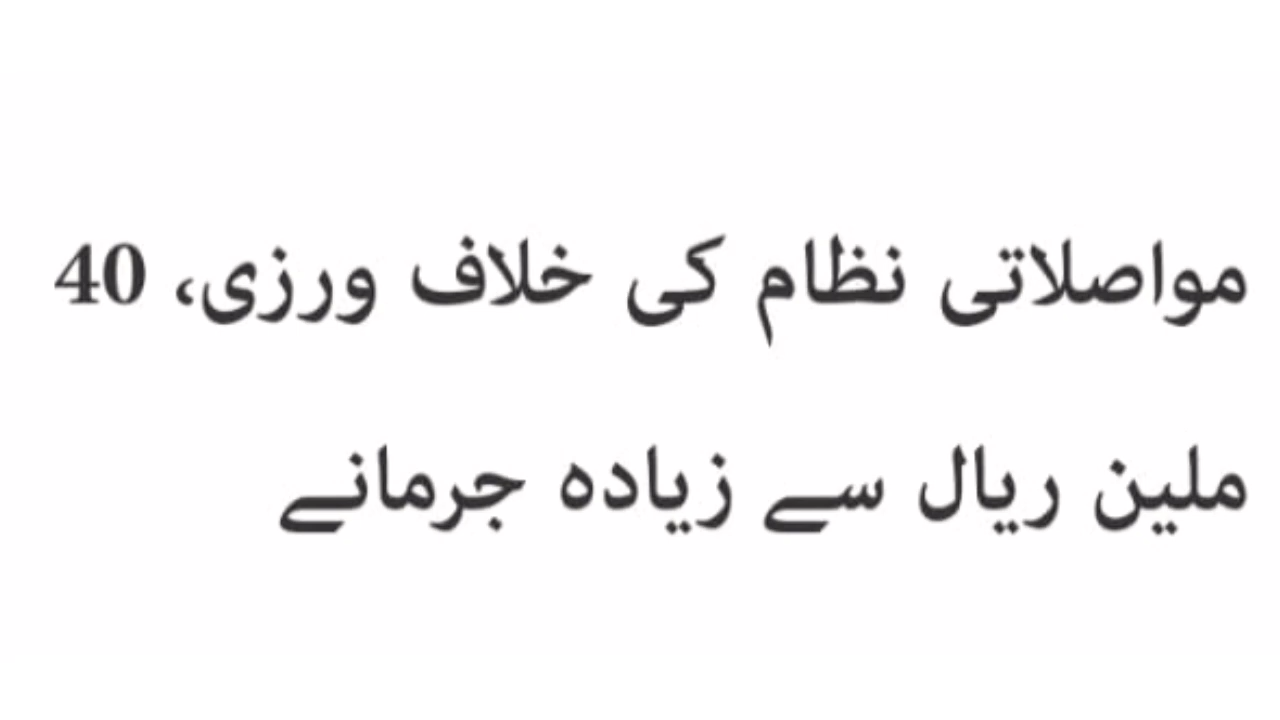 مواصلاتی نظام کی خلاف ورزی، 40
ملین ریال سے زیادہ جرمانے